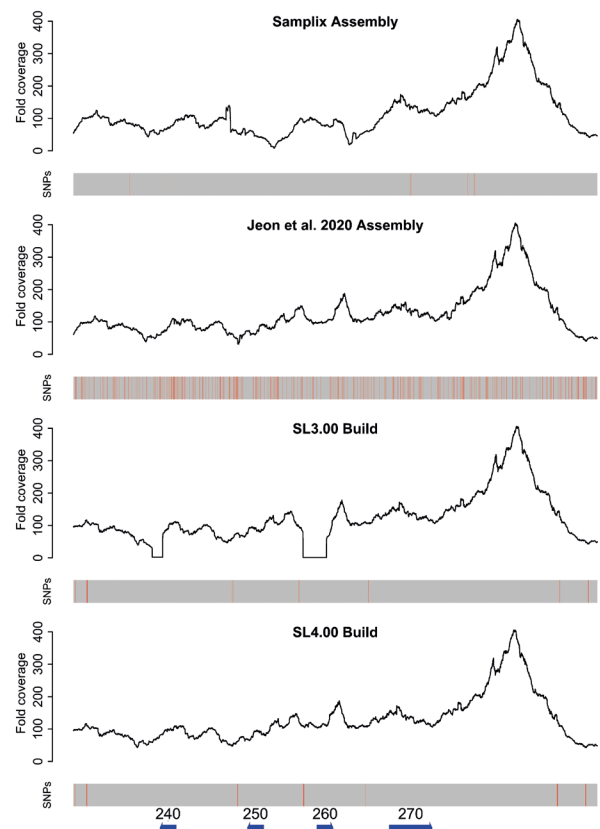 Samplix Assembly
Fold coverage
0 100 200 300 400
SNPs
Jeon et al. 2020 Assembly
Fold coverage
0 100 200 300 400
SNPs
SL3.00 Build
Fold coverage
0 100 200 300 400
SNPs
SL4.00 Build
Fold coverage
0 100 200 300 400
SNPs
240 250 260 270